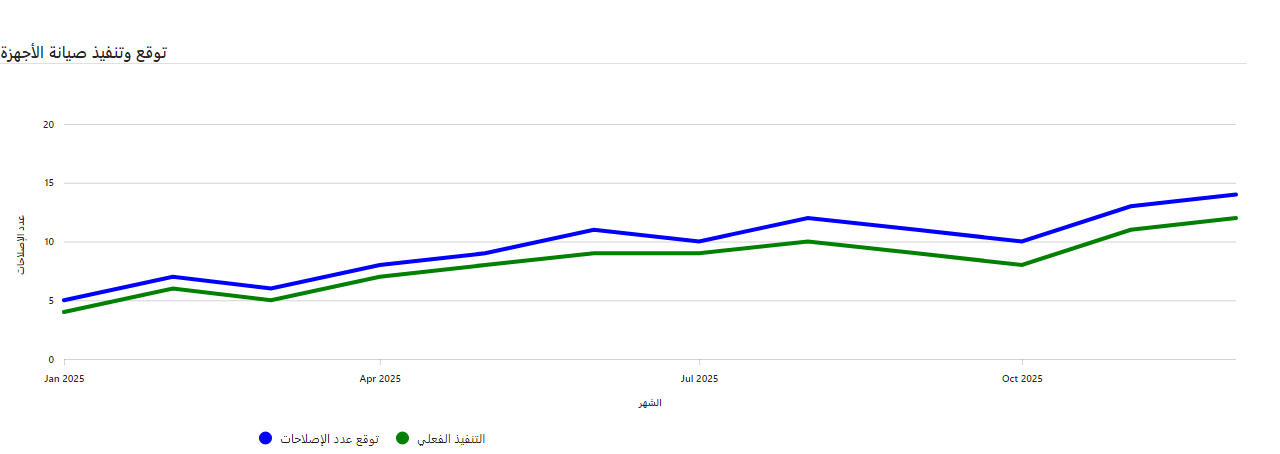 توقع وتنفيذ صيانة الأجهزة
20
15
10
5
0
عدد الإصلاحات
Jan 2025
Apr 2025
Jul 2025
Oct 2025
الشهر
توقع عدد الإصلاحات
التنفيذ الفعلي